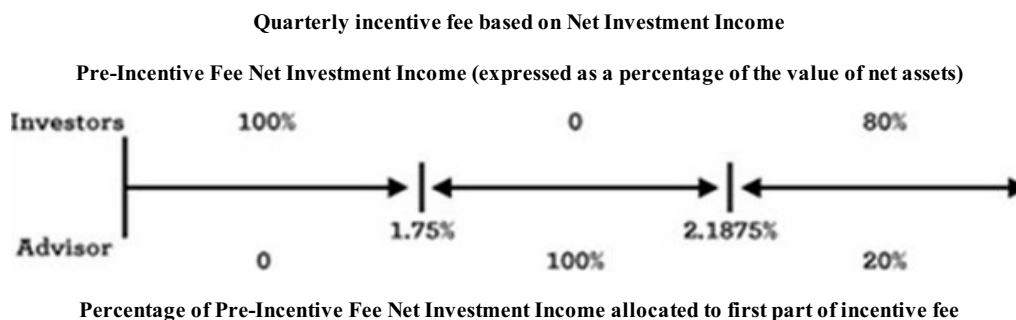 Quarterly incentive fee based on Net Investment Income
Pre-Incentive Fee Net Investment Income (expressed as a percentage of the value of net assets)
Investors 100% 0 80%
1.75% 2.1875%
Advisor 0 100% 20%
Percentage of Pre-Incentive Fee Net Investment Income allocated to first part of incentive fee